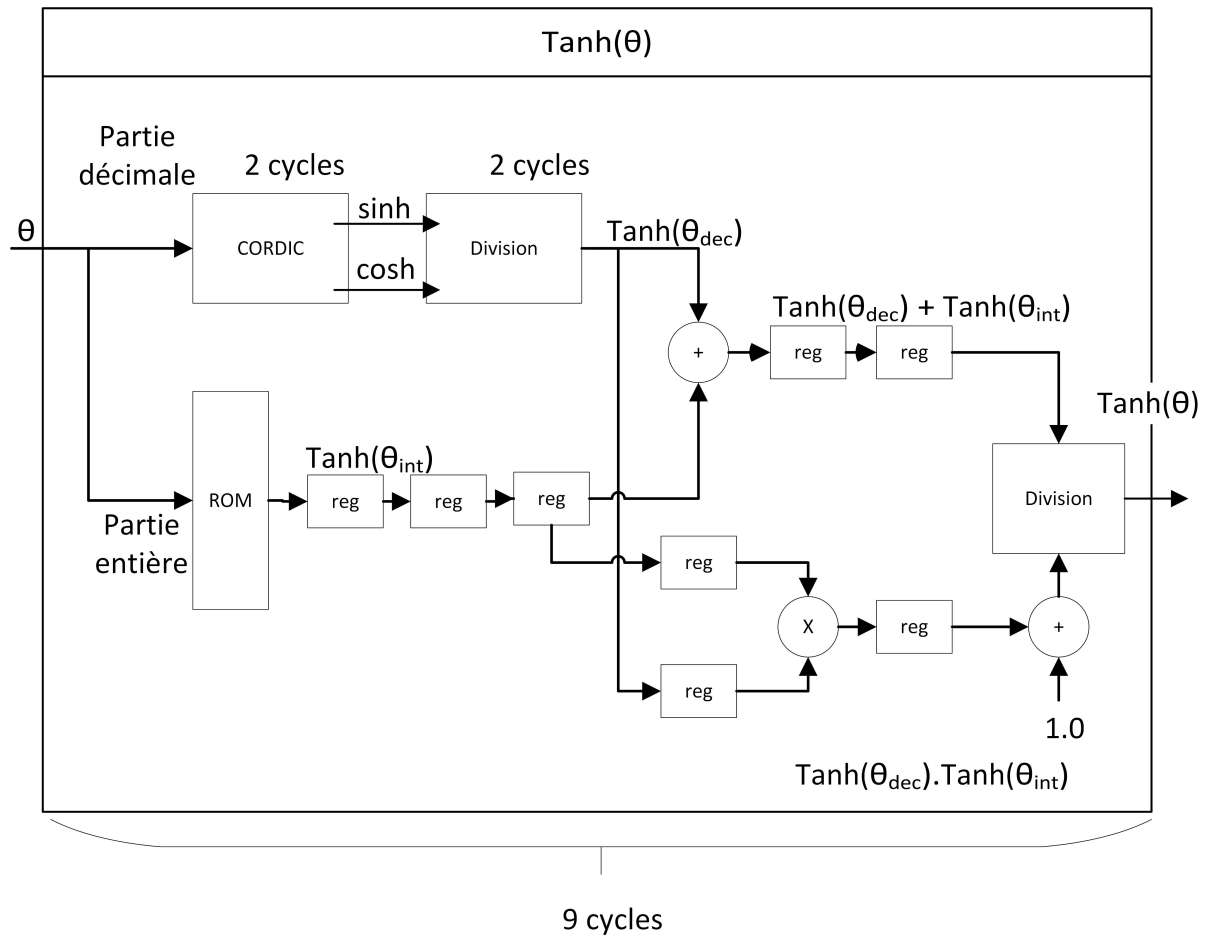 Tanh(θ)
Partie
décimale
2 cycles
2 cycles
θ
CORDIC
sinh
cosh
Division
Tanh(θdec)
+
Tanh(θdec) + Tanh(θint)
reg
reg
Tanh(θ)
Division
ROM
Partie
entière
Tanh(θint)
reg
reg
reg
reg
X
reg
+
reg
1.0
Tanh(θdec).Tanh(θint)
9 cycles